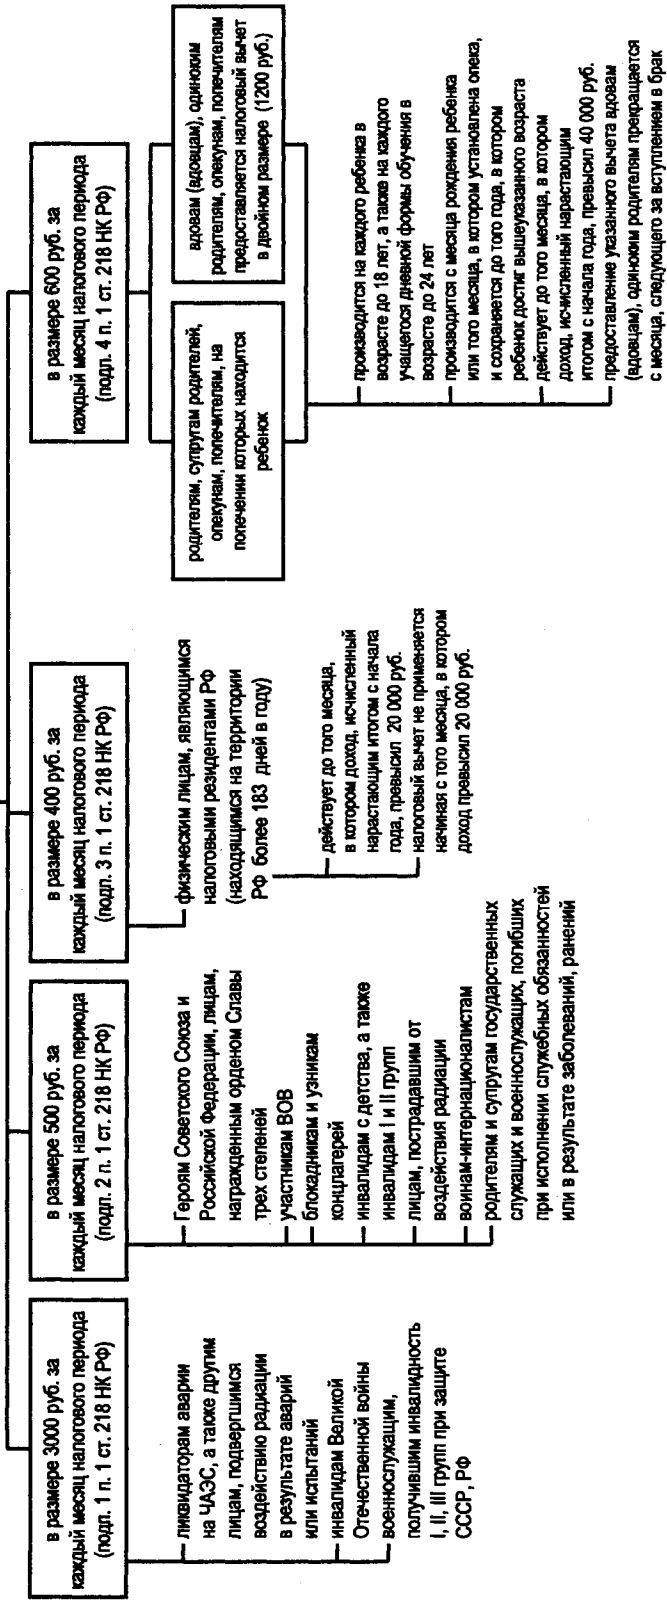 в размере 3000 руб. за
каждый месяц налогового периода
(подп. 1 п. 1 ст. 218 НК РФ)
ликвидаторам аварии
на ЧАЭС, а также другим
лицам, подвергшимся
воздействию радиации
в результате аварий
или испытаний
инвалидам Великой
Отечественной войны
военнослужащим,
получившим инвалидность
I, II, III групп при защите
СССР, РФ
в размере 500 руб. за
каждый месяц налогового периода
(подп. 2 п. 1 ст. 218 НК РФ)
Героям Советского Союза и
Российской Федерации, лицам,
награжденным орденом Славы
трех степеней
участникам ВОВ
блокадникам и узникам
концлагерей
инвалидам с детства, а также
инвалидам I и II групп
лицам, пострадавшим от
воздействия радиации
воинам-интернационалистам
родителям и супругам государственных
служащих и военнослужащих, погибших
при исполнении служебных обязанностей
или в результате заболеваний, ранений
в размере 400 руб. за
каждый месяц налогового периода
(подп. 3 п. 1 ст. 218 НК РФ)
физическим лицам, являющимся
налоговыми резидентами РФ
(находящимся на территории
РФ более 183 дней в году)
действует до того месяца,
в котором доход, исчисленный
нарастающим итогом с начала
года, превысил 20 000 руб.
налоговый вычет не применяется
начиная с того месяца, в котором
доход превысил 20 000 руб.
в размере 600 руб. за
каждый месяц налогового периода
(подп. 4 п. 1 ст. 218 НК РФ)
родителям, супругам родителей,
опекунам, попечителям, на
попечении которых находится
ребенок
вдовам (вдовцам), одиноким
родителям, опекунам, попечителям
предоставляется налоговый вычет
в двойном размере (1200 руб.)
производится на каждого ребенка в
возрасте до 18 лет, а также на каждого
учащегося дневной формы обучения в
возрасте до 24 лет
производится с месяца рождения ребенка
или того месяца, в котором установлена опека,
и сохраняется до того года, в котором
ребенок достиг вышеуказанного возраста
действует до того месяца, в котором
доход, исчисленный нарастающим
итогом с начала года, превысил 40 000 руб.
предоставление указанного вычета вдовам
(вдовцам), одиноким родителям прекращается
с месяца, следующего за вступлением в брак